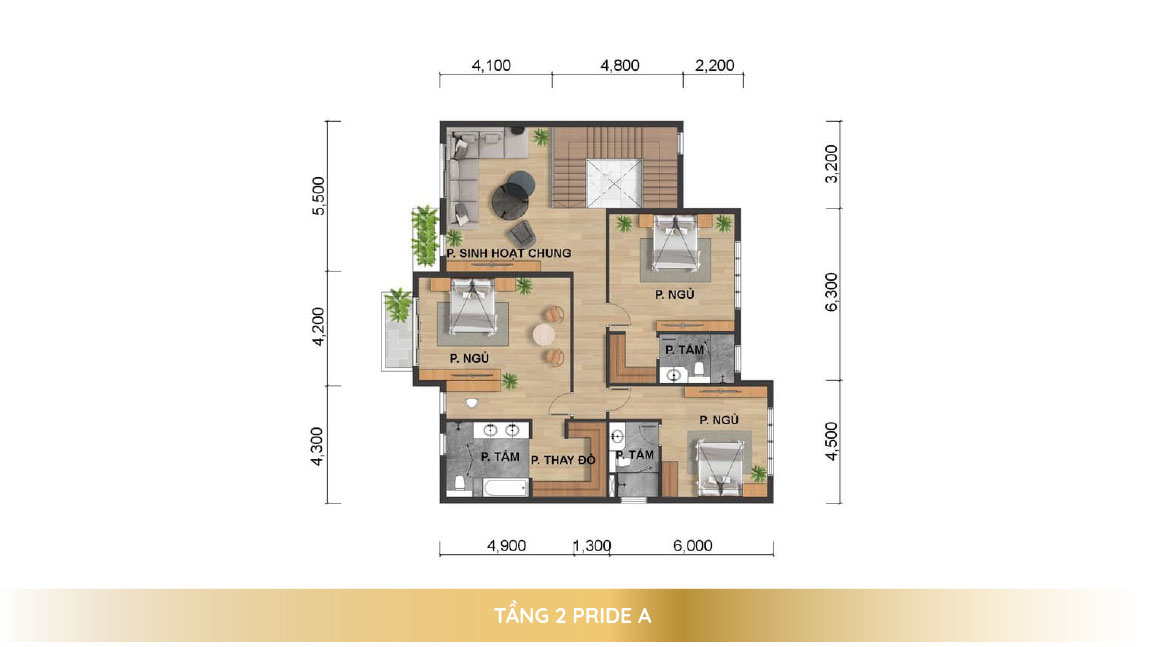 4,100 4,800 2,200
5,500
3,200
P. SINH HOẠT CHUNG
P. NGỦ
6,300
4,200
P. NGỦ
P. TẮM
P. NGỦ
4,300
4,500
P. TẮM
P. THAY ĐỒ
P. TẮM
4,900 1,300 6,000
TẦNG 2 PRIDE A